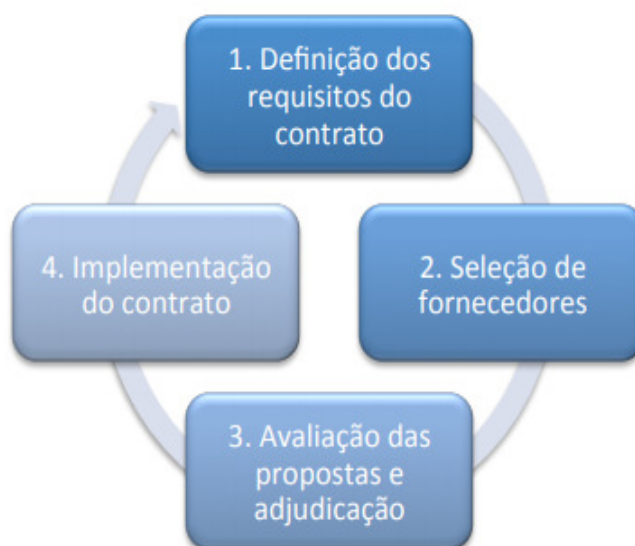 1. Definição dos
requisitos do
contrato
2. Seleção de
fornecedores
3. Avaliação das
propostas e
adjudicação
4. Implementação
do contrato